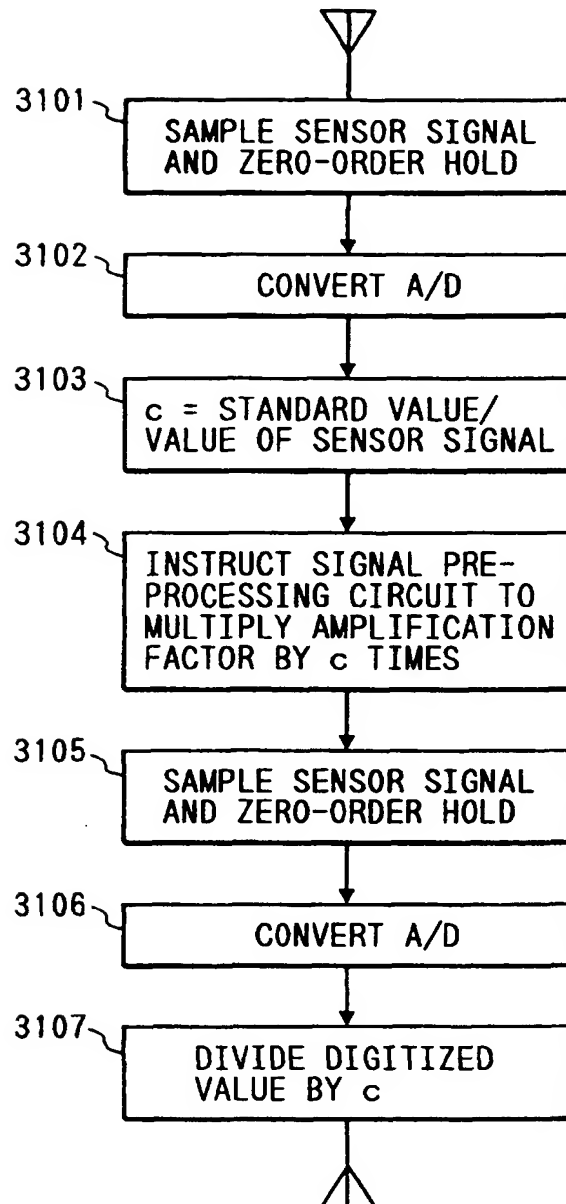 3101
SAMPLE SENSOR SIGNAL
AND ZERO-ORDER HOLD
3102
CONVERT A/D
3103
c = STANDARD VALUE/
VALUE OF SENSOR SIGNAL
3104
INSTRUCT SIGNAL PRE-
PROCESSING CIRCUIT TO
MULTIPLY AMPLIFICATION
FACTOR BY c TIMES
3105
SAMPLE SENSOR SIGNAL
AND ZERO-ORDER HOLD
3106
CONVERT A/D
3107
DIVIDE DIGITIZED
VALUE BY c